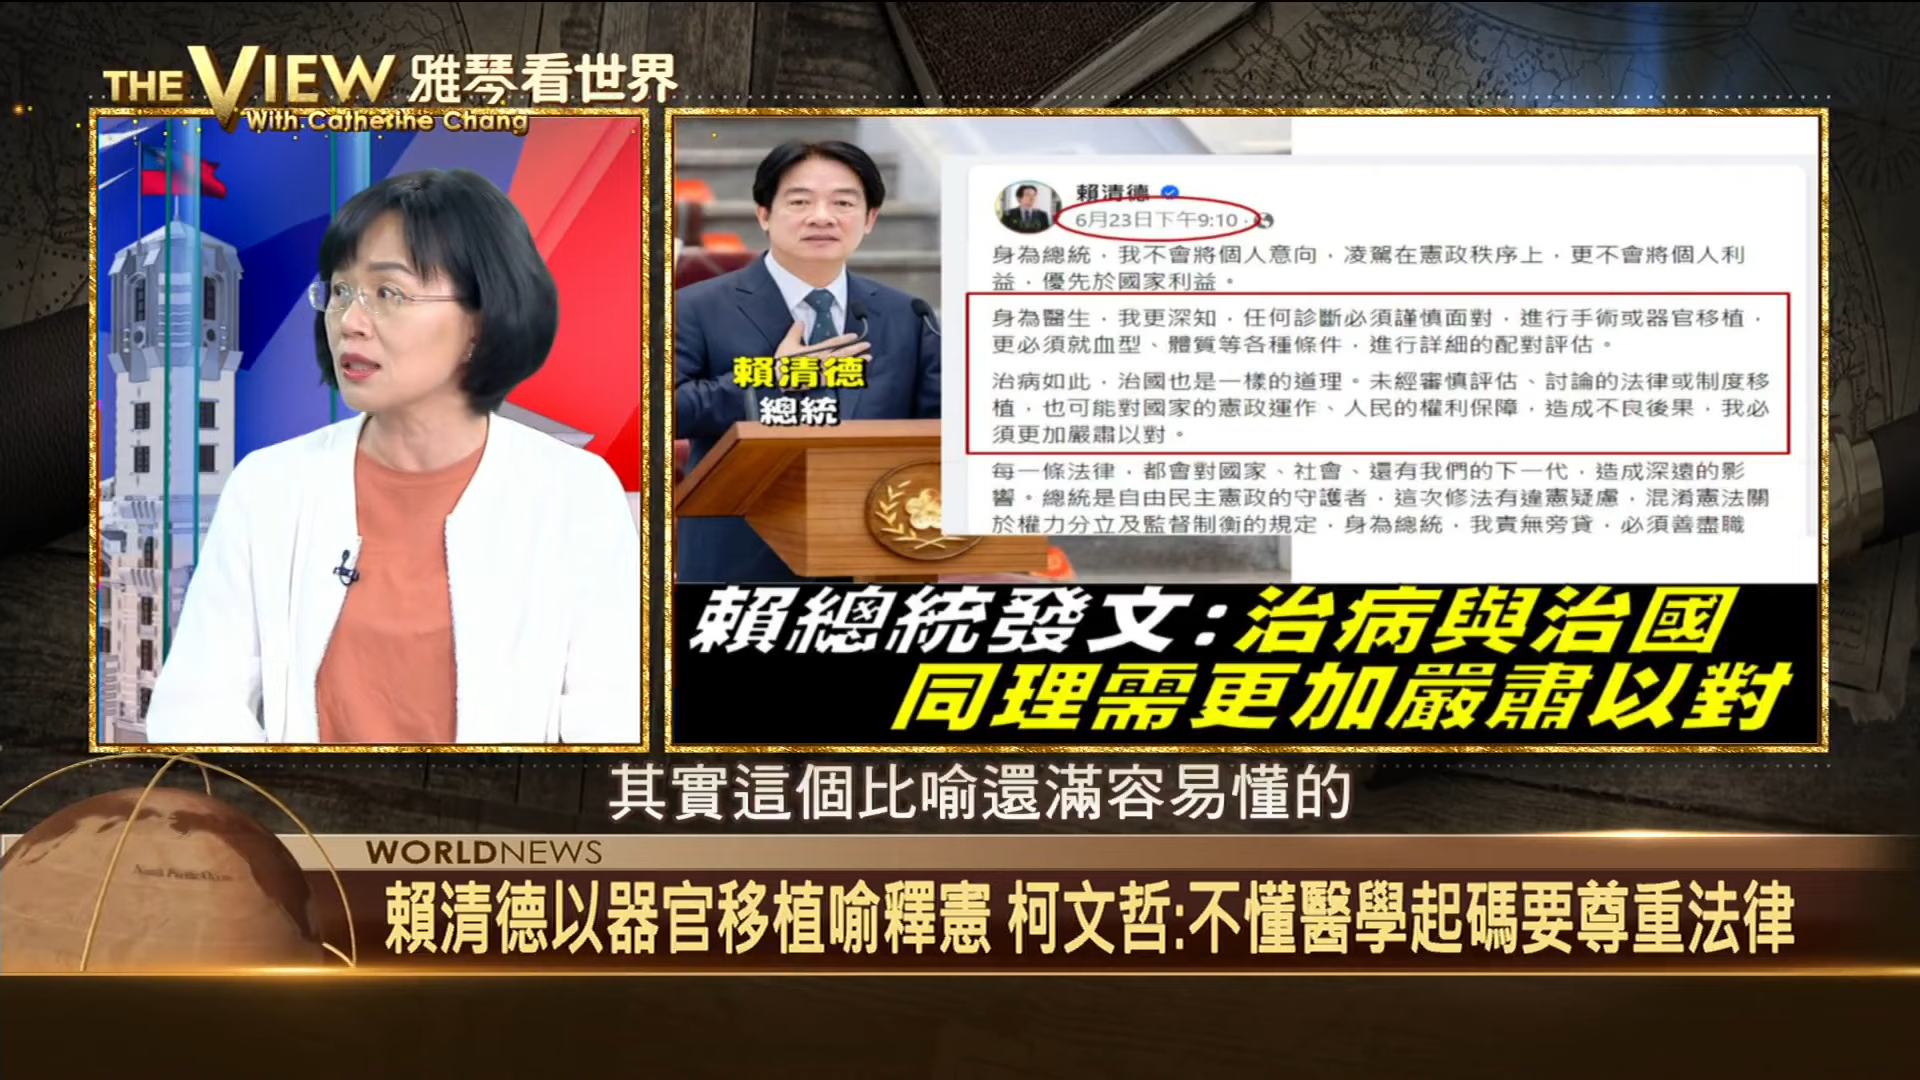 THE VIEW 雅琴看世界
With Catherine Chang
賴清德
6月23日下午9:10
身為總統，我不會將個人意向，凌駕在憲政秩序上，更不會將個人利
益，優先於國家利益。
身為醫生，我更深知，任何診斷必須謹慎面對，進行手術或器官移植，
更必須就血型、體質等各種條件，進行詳細的配對評估。
治病如此，治國也是一樣的道理。未經審慎評估、討論的法律或制度移
植，也可能對國家的憲政運作、人民的權利保障，造成不良後果，我必
須更加嚴肅以對。
每一條法律，都會對國家、社會、還有我們的下一代，造成深遠的影
響。總統是自由民主憲政的守護者，這次修法有違憲疑慮，混淆憲法關
於權力分立及監督制衡的規定，身為總統，我責無旁貸，必須善盡職
賴清德
總統
賴總統發文:治病與治國
同理需更加嚴肅以對
其實這個比喻還滿容易懂的
WORLDNEWS
North Pacific Ocean
賴清德以器官移植喻釋憲 柯文哲:不懂醫學起碼要尊重法律